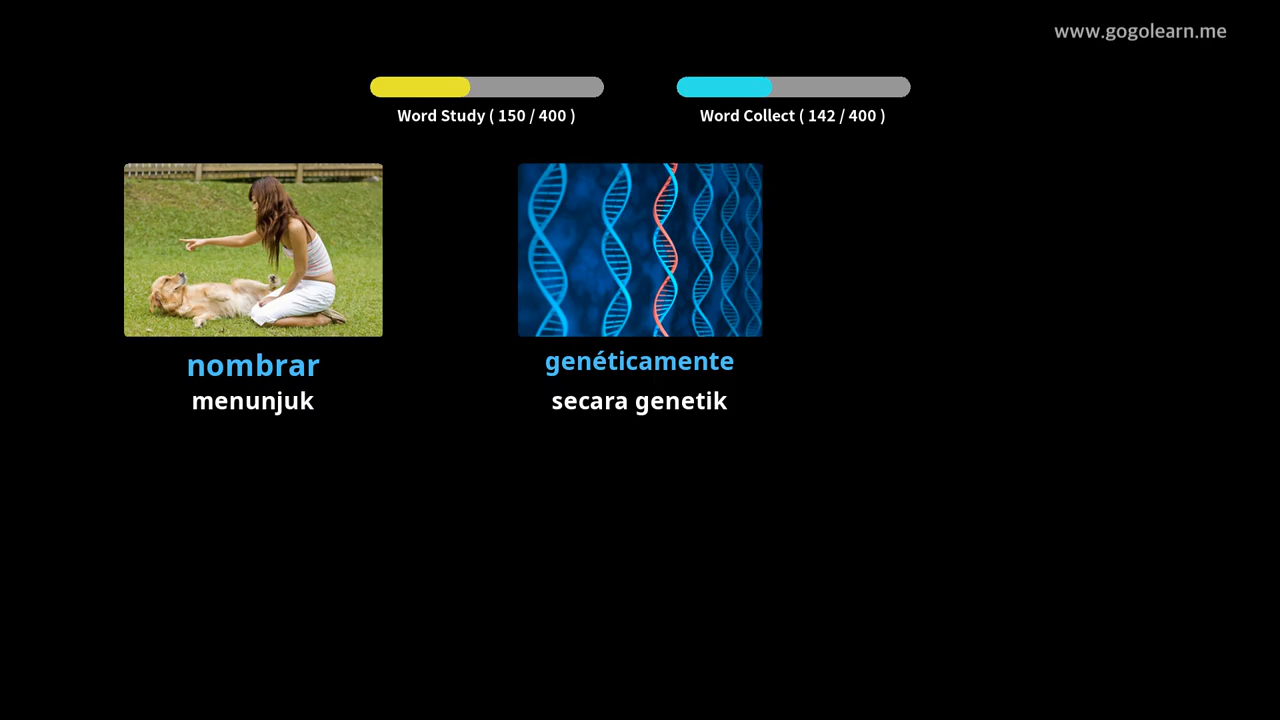 www.gogolearn.me
Word Study ( 150 / 400 )
Word Collect ( 142 / 400 )
nombrar
menunjuk
genéticamente
secara genetik